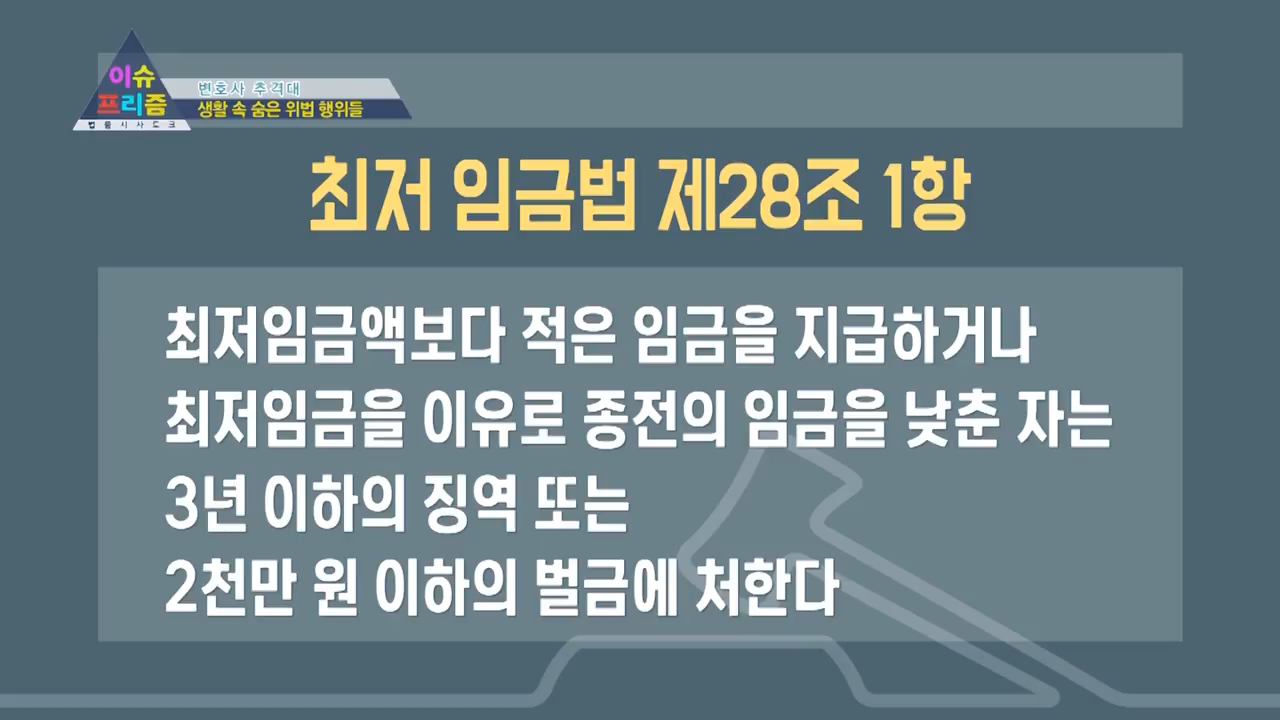 이슈
프리즘
법률시사토크
변호사 추격대
생활 속 숨은 위법 행위들
최저 임금법 제28조 1항
최저임금액보다 적은 임금을 지급하거나
최저임금을 이유로 종전의 임금을 낮춘 자는
3년 이하의 징역 또는
2천만 원 이하의 벌금에 처한다